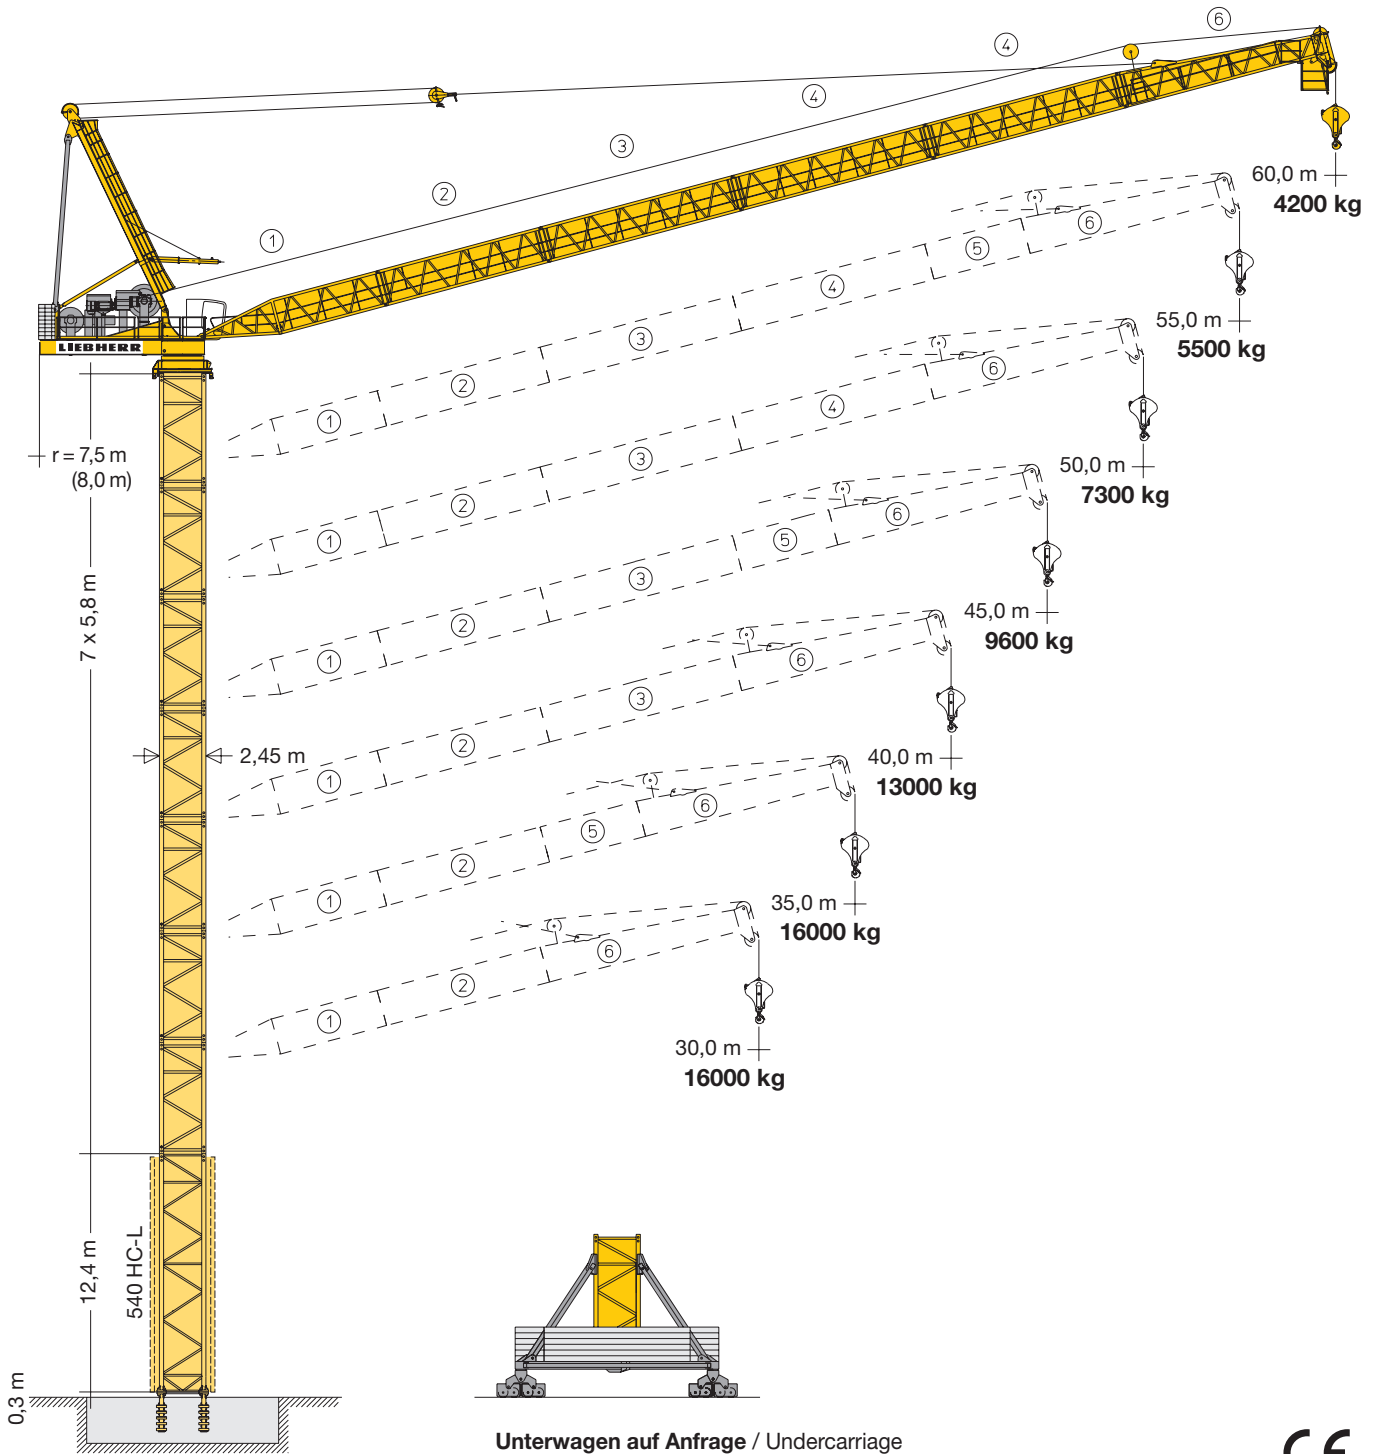 ⑥
④
④
③
②
①
60,0 m
4200 kg
① ② ③ ④ ⑤ ⑥
55,0 m
5500 kg
LIEBHERR
① ② ③ ④ ⑥
50,0 m
7300 kg
r = 7,5 m
(8,0 m)
① ② ③ ⑤ ⑥
45,0 m
9600 kg
7 x 5,8 m
① ② ③ ⑥
40,0 m
13000 kg
2,45 m
① ② ⑤ ⑥
35,0 m
16000 kg
① ② ⑥
30,0 m
16000 kg
12,4 m
540 HC-L
0,3 m
Unterwagen auf Anfrage / Undercarriage
CE